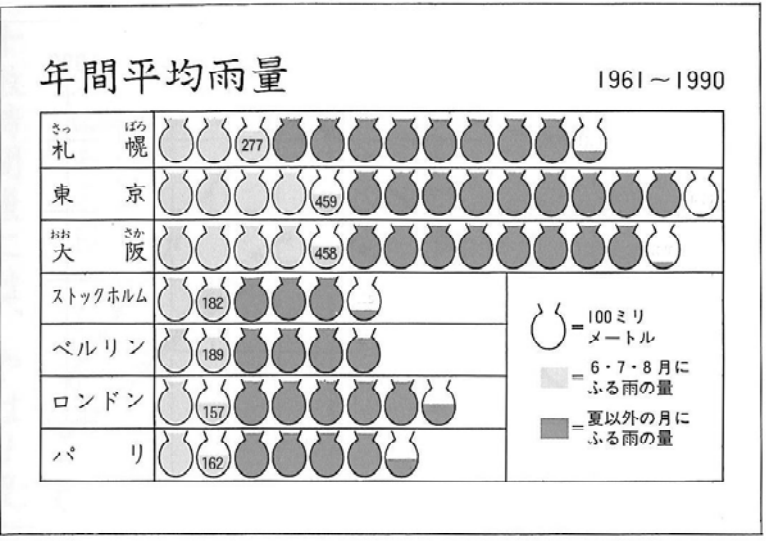 年間平均雨量
1961～1990
さっ ぽろ
札 幌
277
東 京
459
おお さか
大 阪
458
ストックホルム
182
ベルリン
189
ロンドン
157
パリ
162
=100ミリ
メートル
=6・7・8月に
ふる雨の量
=夏以外の月に
ふる雨の量